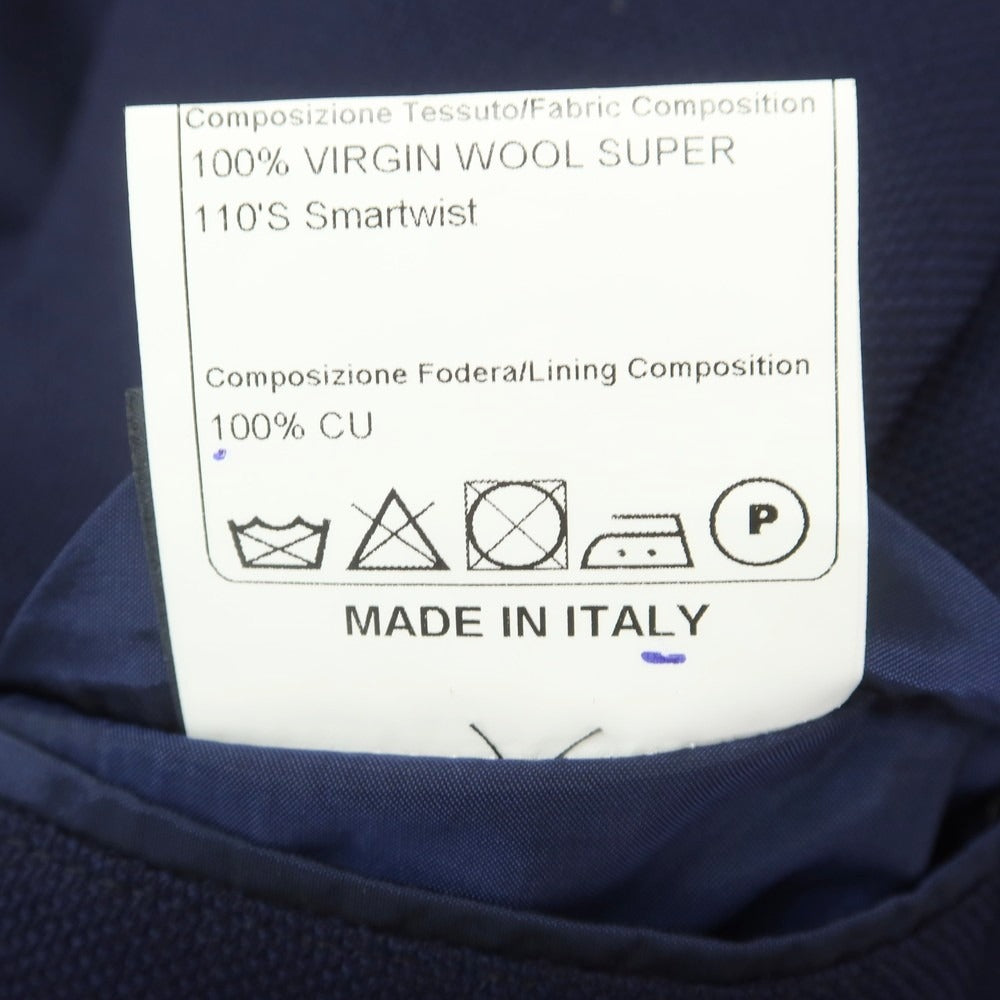 Composizione Tessuto/Fabric Composition
100% VIRGIN WOOL SUPER
110'S Smartwist
Composizione Fodera/Lining Composition
100% CU
P
MADE IN ITALY